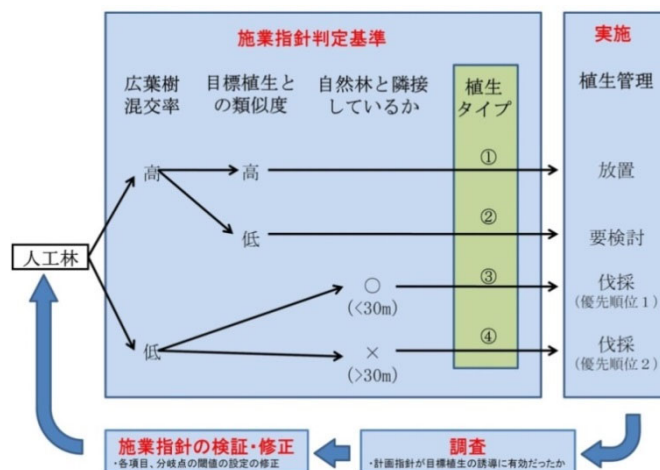 施業指針判定基準
実施
広葉樹
混交率
目標植生と
の類似度
自然林と隣接
しているか
植生
タイプ
植生管理
高
高
①
放置
低
②
要検討
人工林
○
(<30m)
③
伐採
(優先順位1)
低
×
(>30m)
④
伐採
(優先順位2)
施業指針の検証・修正
・各項目、分岐点の閾値の設定の修正
調査
・計画指針が目標植生の誘導に有効だったか